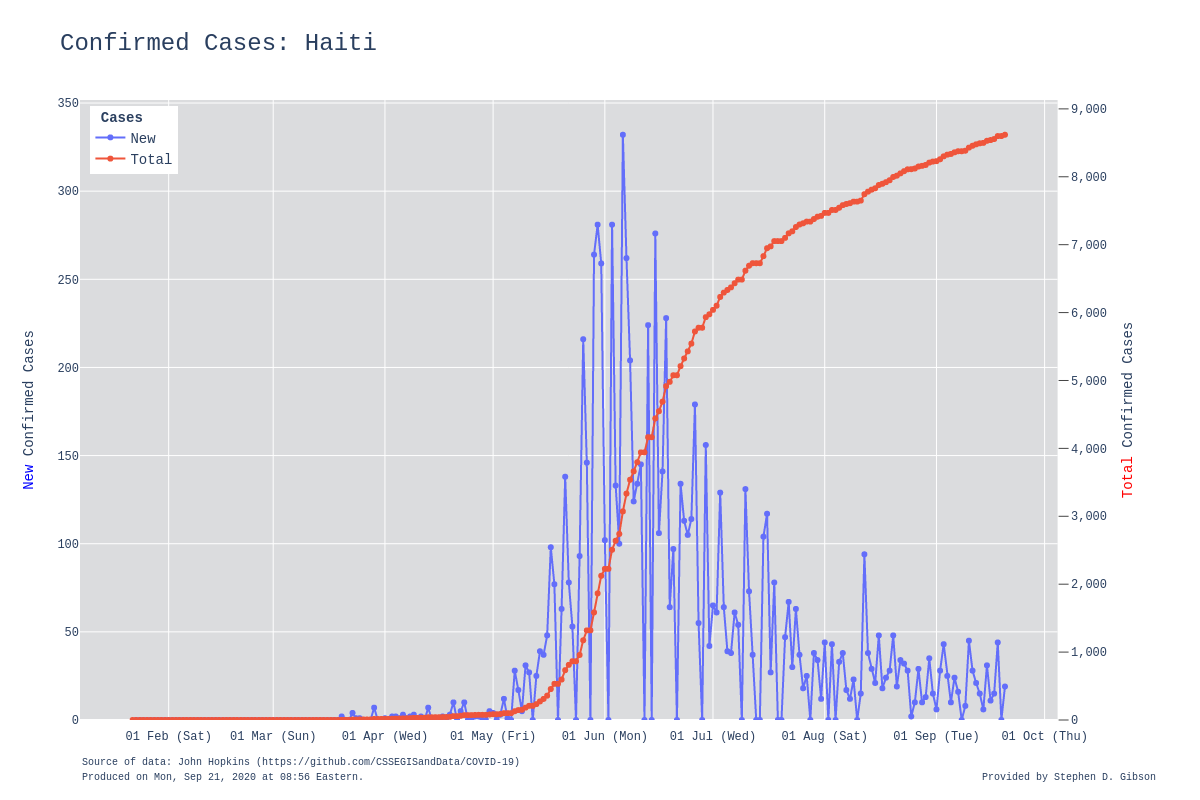 Confirmed Cases: Haiti
Cases
New
Total
350
300
250
200
150
100
50
0
9,000
8,000
7,000
6,000
5,000
4,000
3,000
2,000
1,000
0
New Confirmed Cases
Total Confirmed Cases
01 Feb (Sat) 01 Mar (Sun) 01 Apr (Wed) 01 May (Fri) 01 Jun (Mon) 01 Jul (Wed) 01 Aug (Sat) 01 Sep (Tue) 01 Oct (Thu)
Source of data: John Hopkins (https://github.com/CSSEGISandData/COVID-19)
Produced on Mon, Sep 21, 2020 at 08:56 Eastern.
Provided by Stephen D. Gibson